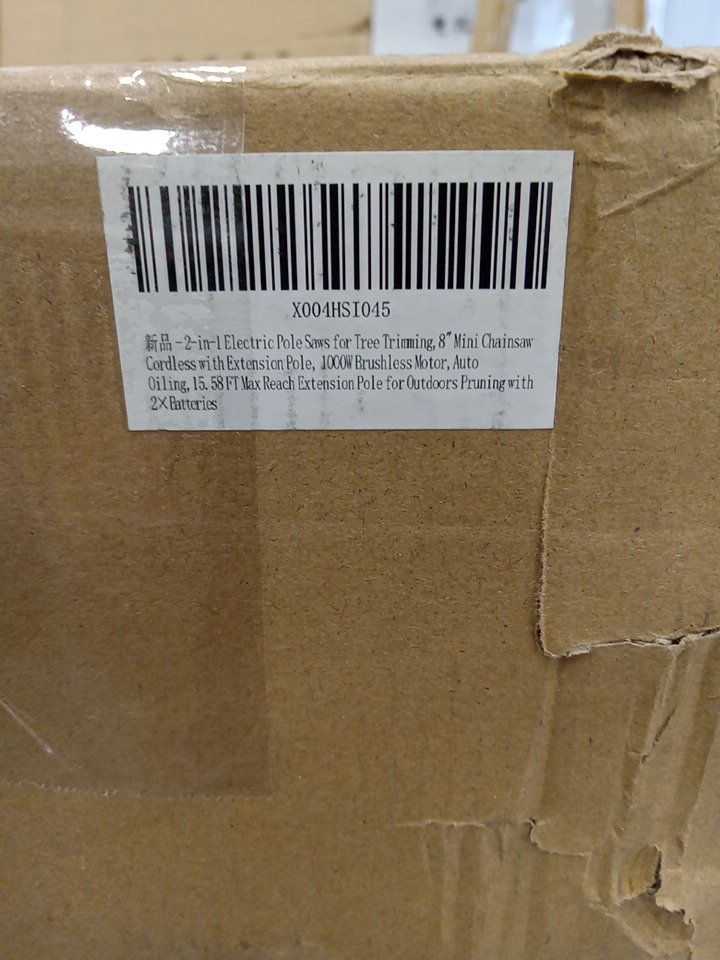 X004HSI045
新品 -2-in-1 Electric Pole Saws for Tree Trimming, 8" Mini Chainsaw
Cordless with Extension Pole, 1000W Brushless Motor, Auto
Oiling, 15.58 FT Max Reach Extension Pole for Outdoors Pruning with
2×Batteries